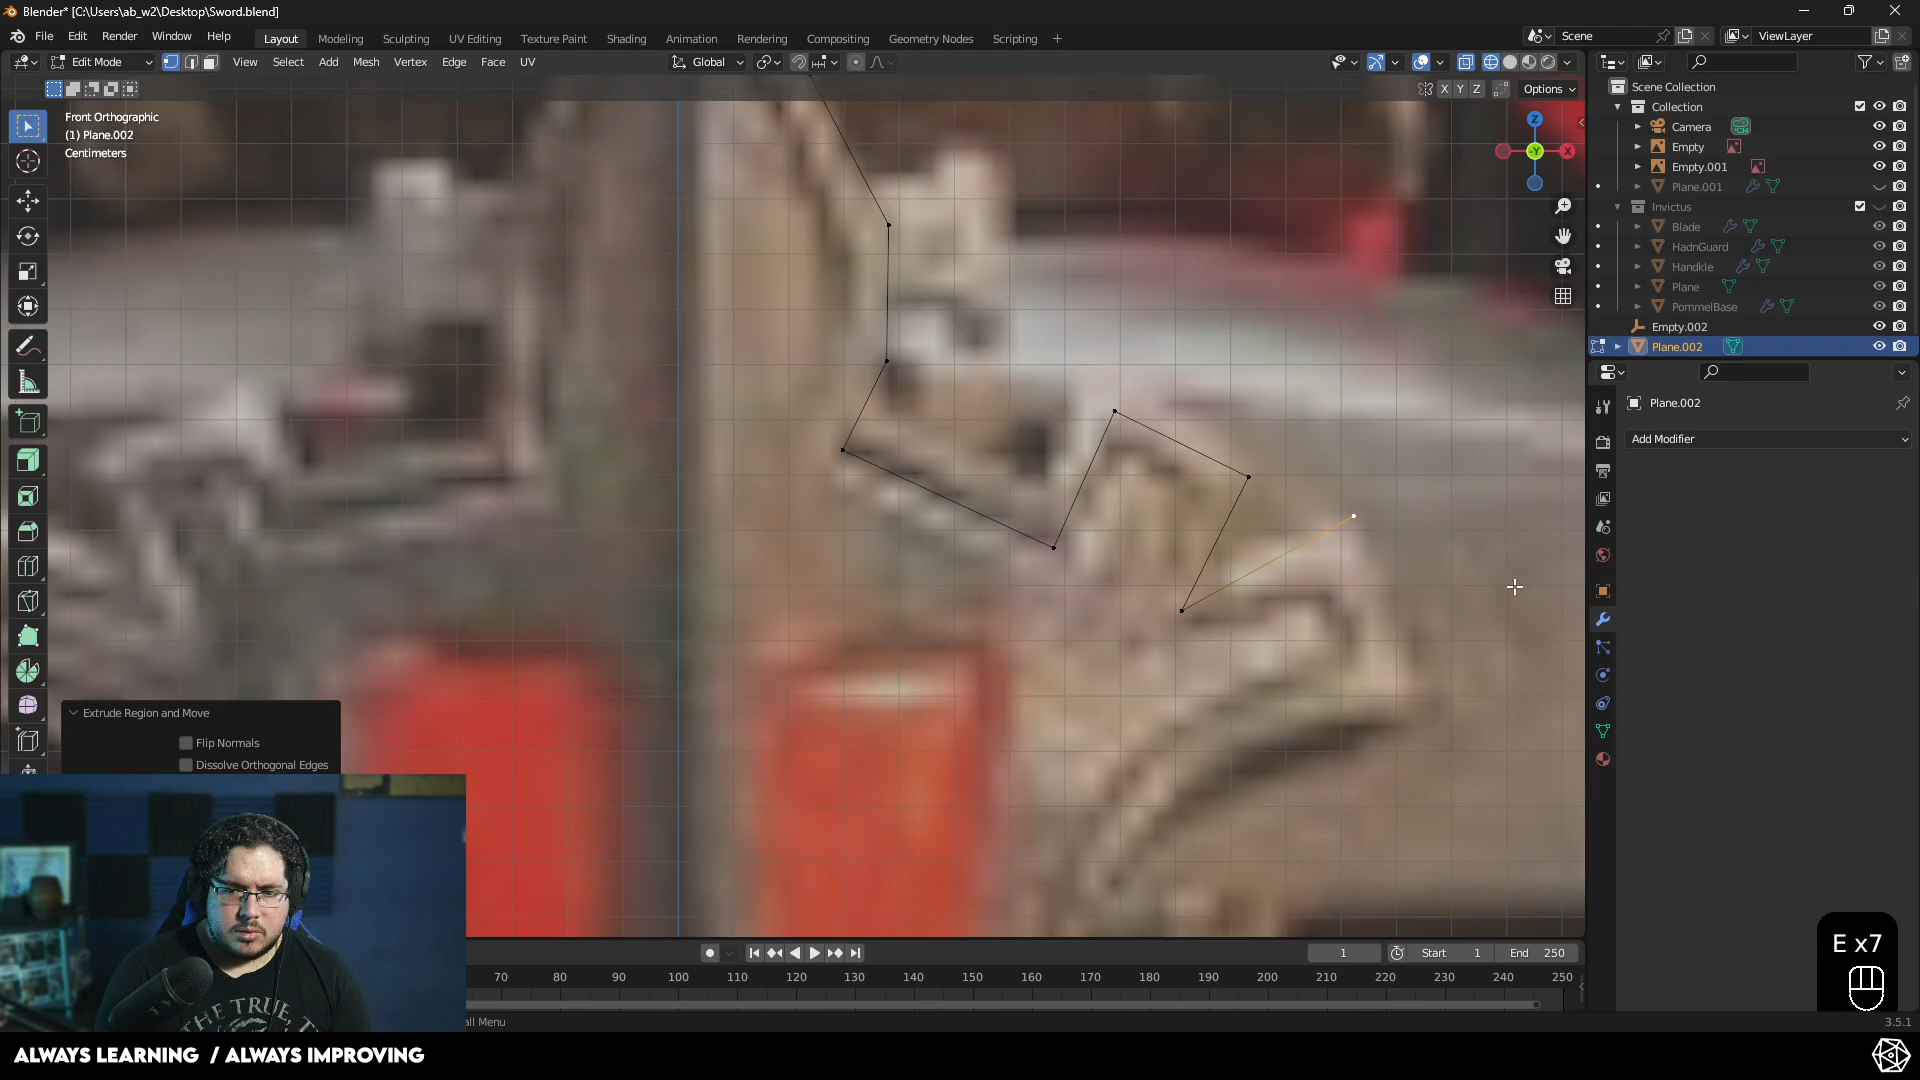 Blender* [C:\Users\ab_w2\Desktop\Sword.blend]
File Edit Render Window Help
Layout Modeling Sculpting UV Editing Texture Paint Shading Animation Rendering Compositing Geometry Nodes Scripting +
Scene
ViewLayer
Edit Mode
View Select Add Mesh Vertex Edge Face UV
Global
X Y Z
Options
Front Orthographic
(1) Plane.002
Centimeters
Z
-Y
X
Scene Collection
Collection
Camera
Empty
Empty.001
Plane.001
Invictus
Blade
HadnGuard
Handkle
Plane
PommelBase
Empty.002
Plane.002
Plane.002
Add Modifier
Extrude Region and Move
Flip Normals
Dissolve Orthogonal Edges
1
Start 1
End 250
70 80 90 100 110 120 130 140 150 160 170 180 190 200 210 220 230 240 250
all Menu
3.5.1
E x7
THE TRUE, T
ALWAYS LEARNING / ALWAYS IMPROVING